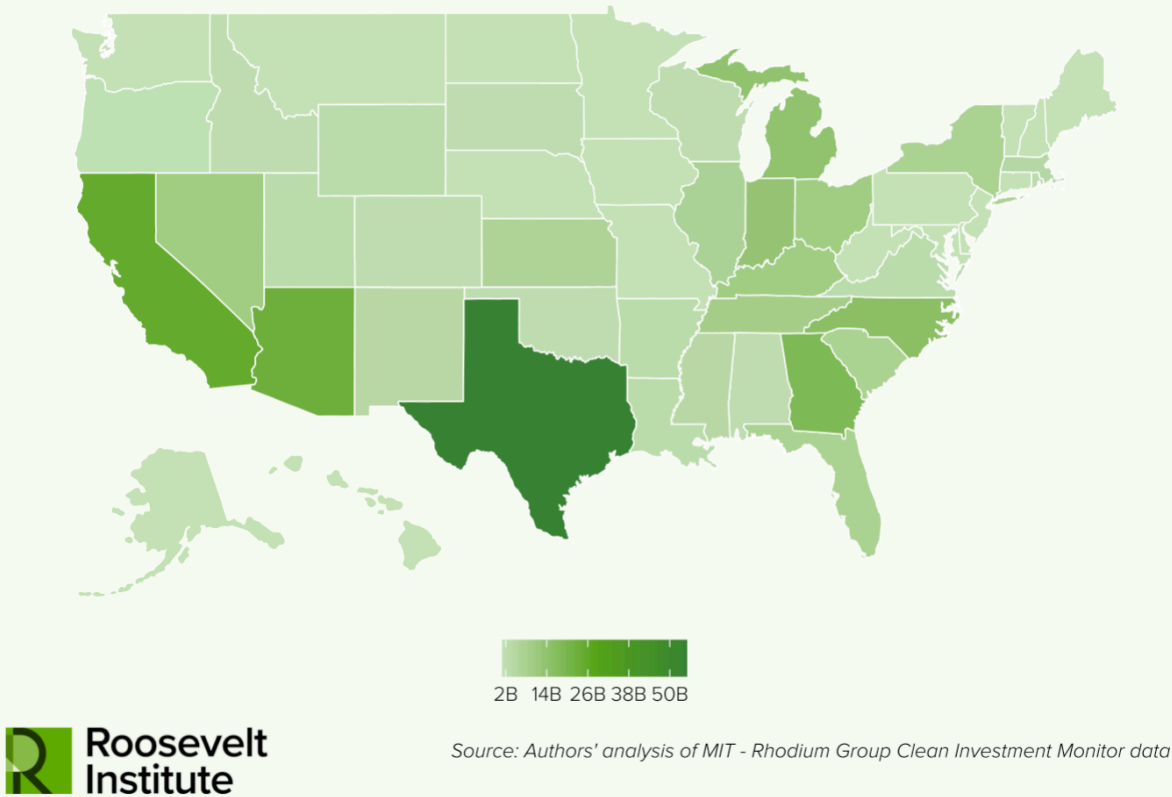 2B 14B 26B 38B 50B
Roosevelt
Institute
Source: Authors' analysis of MIT - Rhodium Group Clean Investment Monitor data